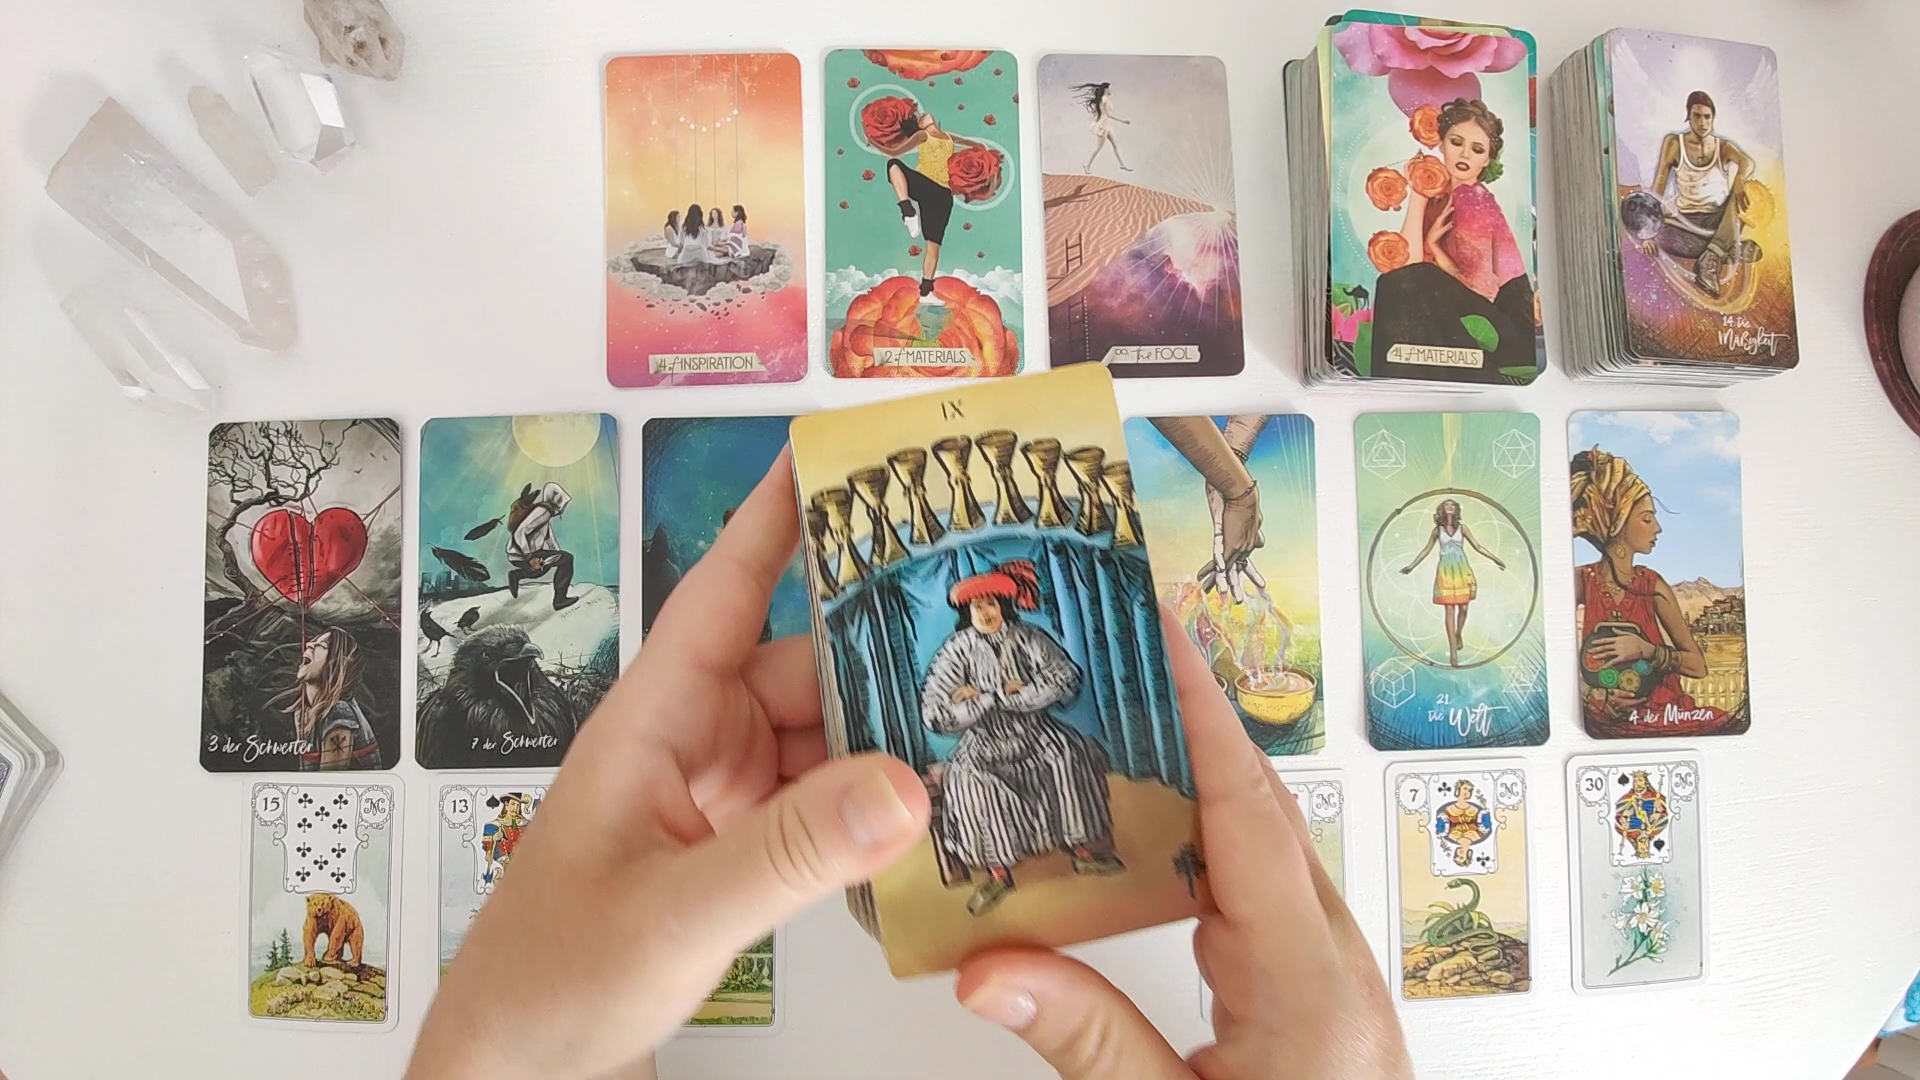 4 of INSPIRATION
2 of MATERIALS
00. the FOOL
4 of MATERIALS
14. Die
Mäßigkeit
IX
3 der Schwerter
7 der Schwerter
21.
Die Welt
4 der Münzen
15
13
7
30